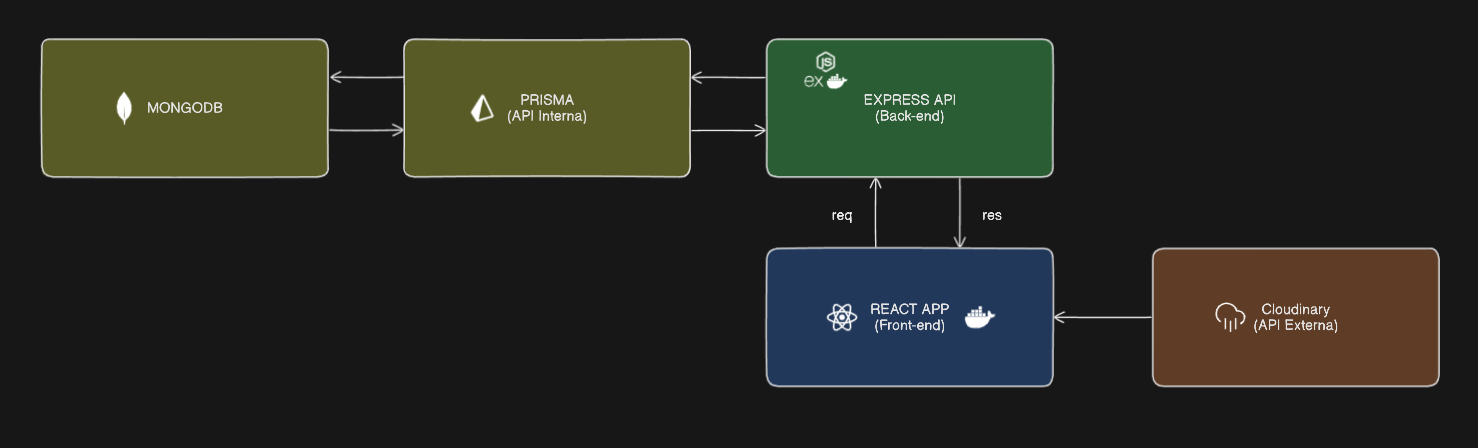 MONGODB
PRISMA
(API Interna)
JS
ex
EXPRESS API
(Back-end)
req
res
REACT APP
(Front-end)
Cloudinary
(API Externa)